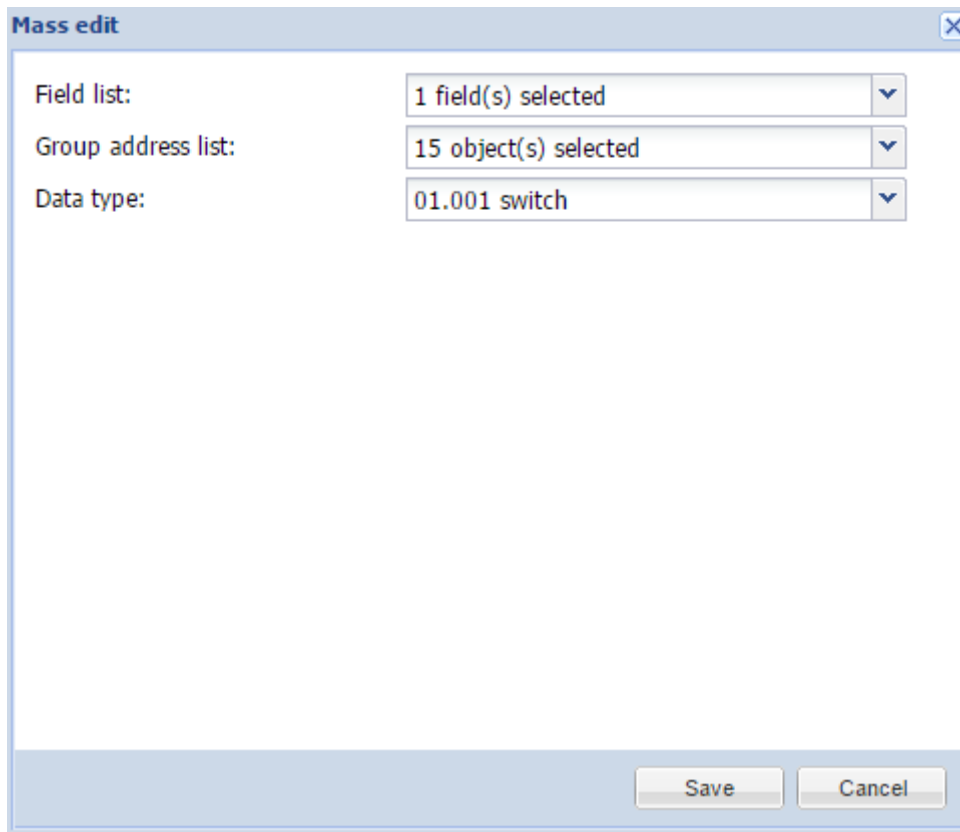 Mass edit
Field list: 1 field(s) selected
Group address list: 15 object(s) selected
Data type: 01.001 switch
Save Cancel